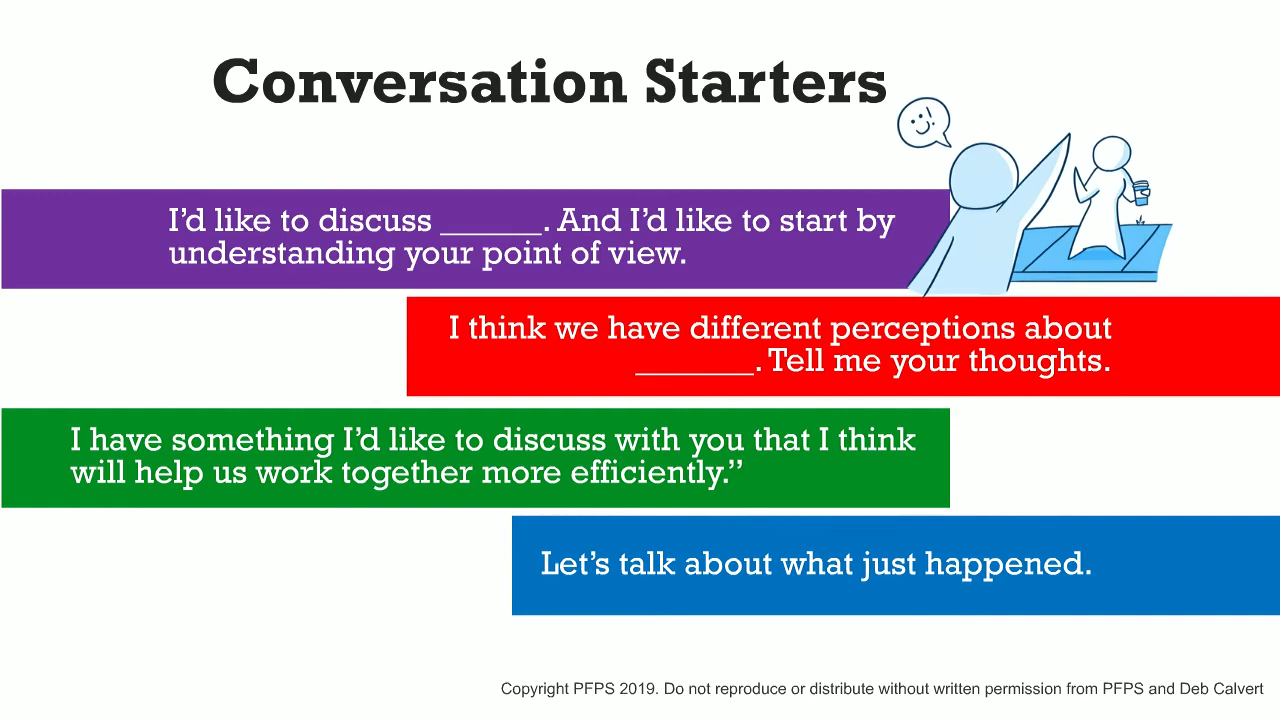 Conversation Starters
I’d like to discuss ______. And I’d like to start by
understanding your point of view.
I think we have different perceptions about
_______. Tell me your thoughts.
I have something I’d like to discuss with you that I think
will help us work together more efficiently.”
Let’s talk about what just happened.
Copyright PFPS 2019. Do not reproduce or distribute without written permission from PFPS and Deb Calvert